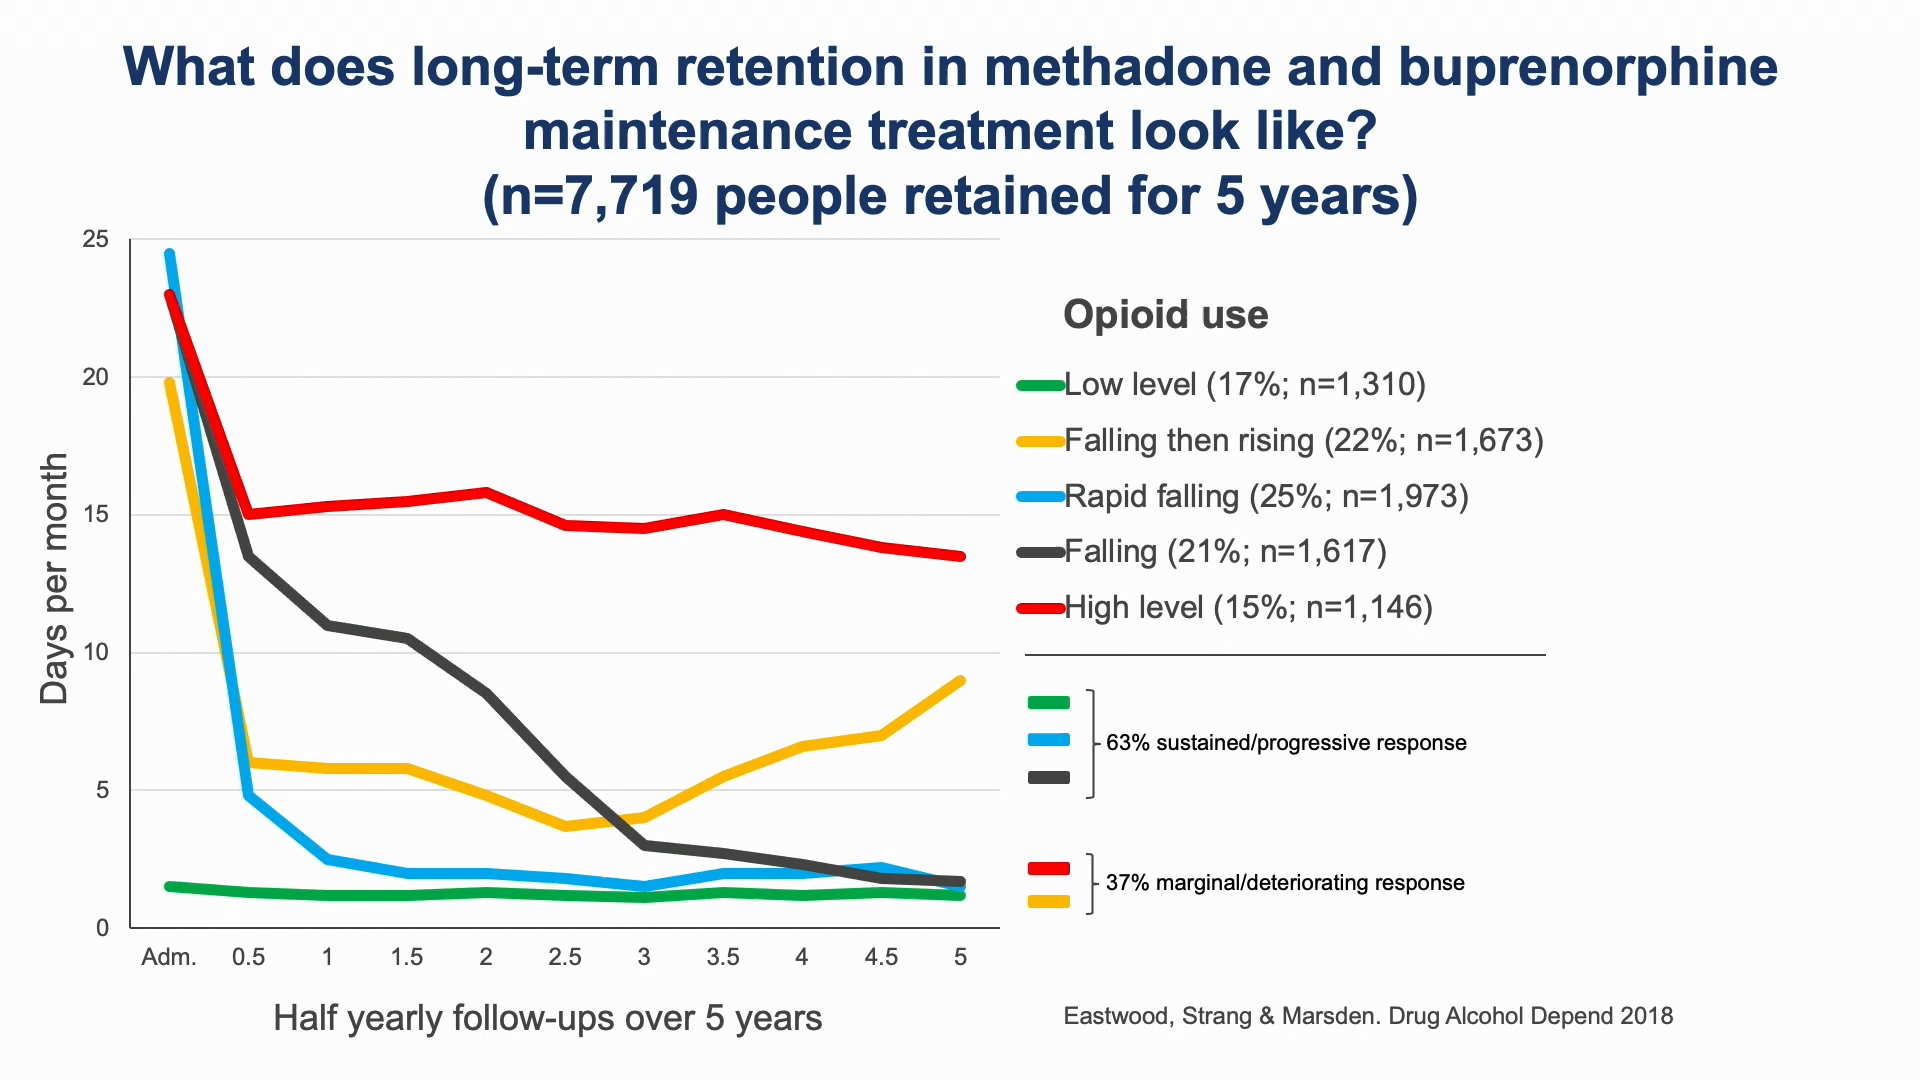 What does long-term retention in methadone and buprenorphine
maintenance treatment look like?
(n=7,719 people retained for 5 years)
25
20
15
10
5
0
Days per month
Adm. 0.5 1 1.5 2 2.5 3 3.5 4 4.5 5
Half yearly follow-ups over 5 years
Opioid use
Low level (17%; n=1,310)
Falling then rising (22%; n=1,673)
Rapid falling (25%; n=1,973)
Falling (21%; n=1,617)
High level (15%; n=1,146)
63% sustained/progressive response
37% marginal/deteriorating response
Eastwood, Strang & Marsden. Drug Alcohol Depend 2018